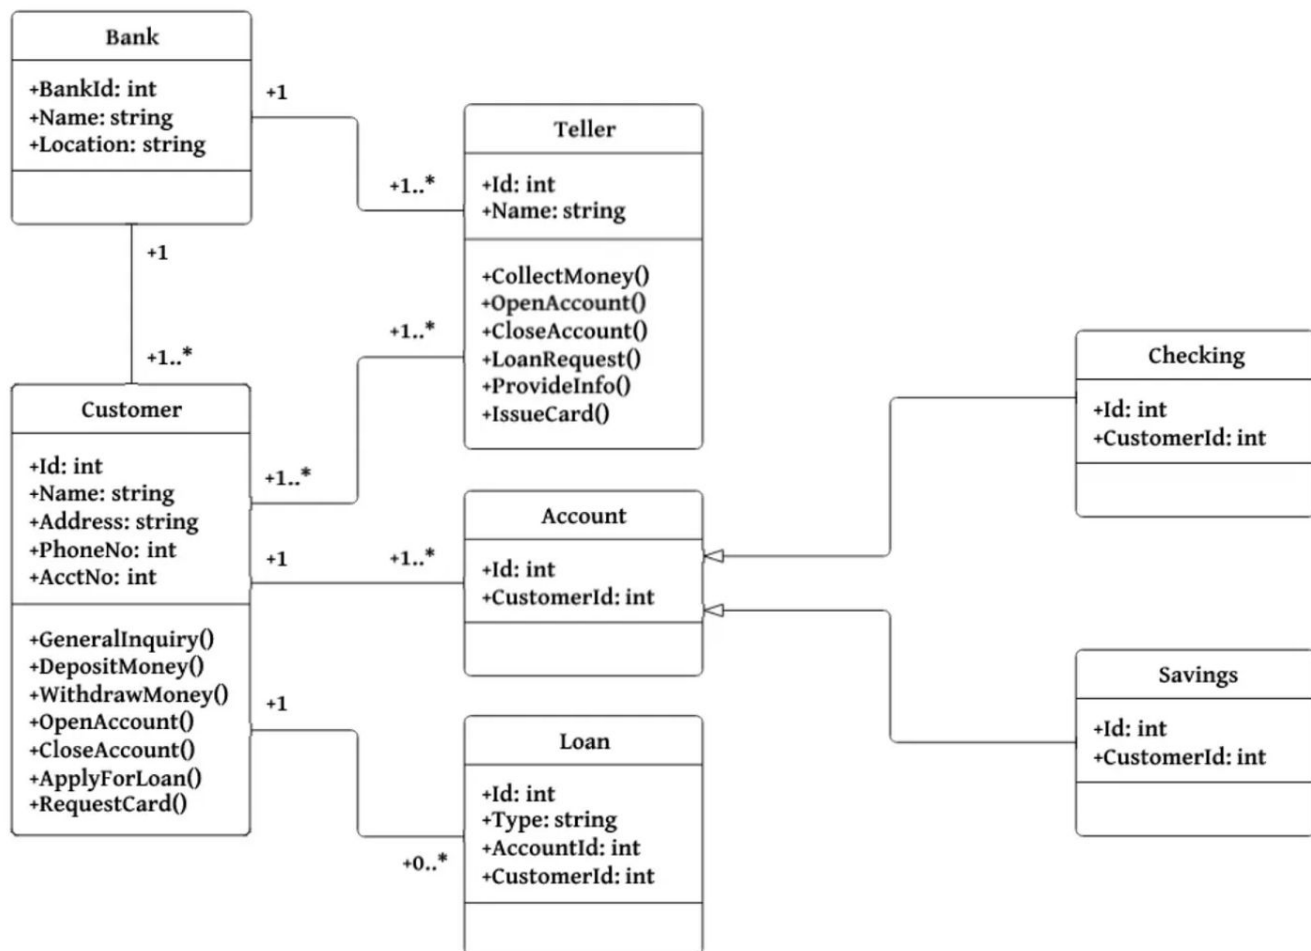 Bank
+BankId: int
+Name: string
+Location: string
+1
+1..*
Teller
+Id: int
+Name: string
+CollectMoney()
+OpenAccount()
+CloseAccount()
+LoanRequest()
+ProvideInfo()
+IssueCard()
+1
+1..*
Customer
+Id: int
+Name: string
+Address: string
+PhoneNo: int
+AcctNo: int
+GeneralInquiry()
+DepositMoney()
+WithdrawMoney()
+OpenAccount()
+CloseAccount()
+ApplyForLoan()
+RequestCard()
+1..*
+1..*
+1
+1..*
Account
+Id: int
+CustomerId: int
+1
+0..*
Loan
+Id: int
+Type: string
+AccountId: int
+CustomerId: int
Checking
+Id: int
+CustomerId: int
Savings
+Id: int
+CustomerId: int